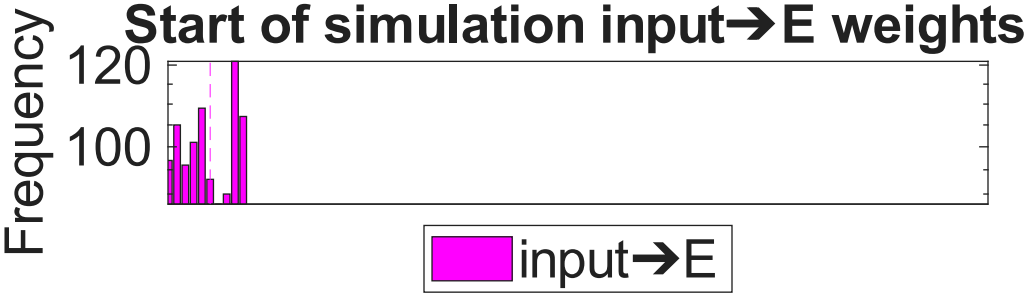 Start of simulation input➔E weights
Frequency
120
100
input➔E